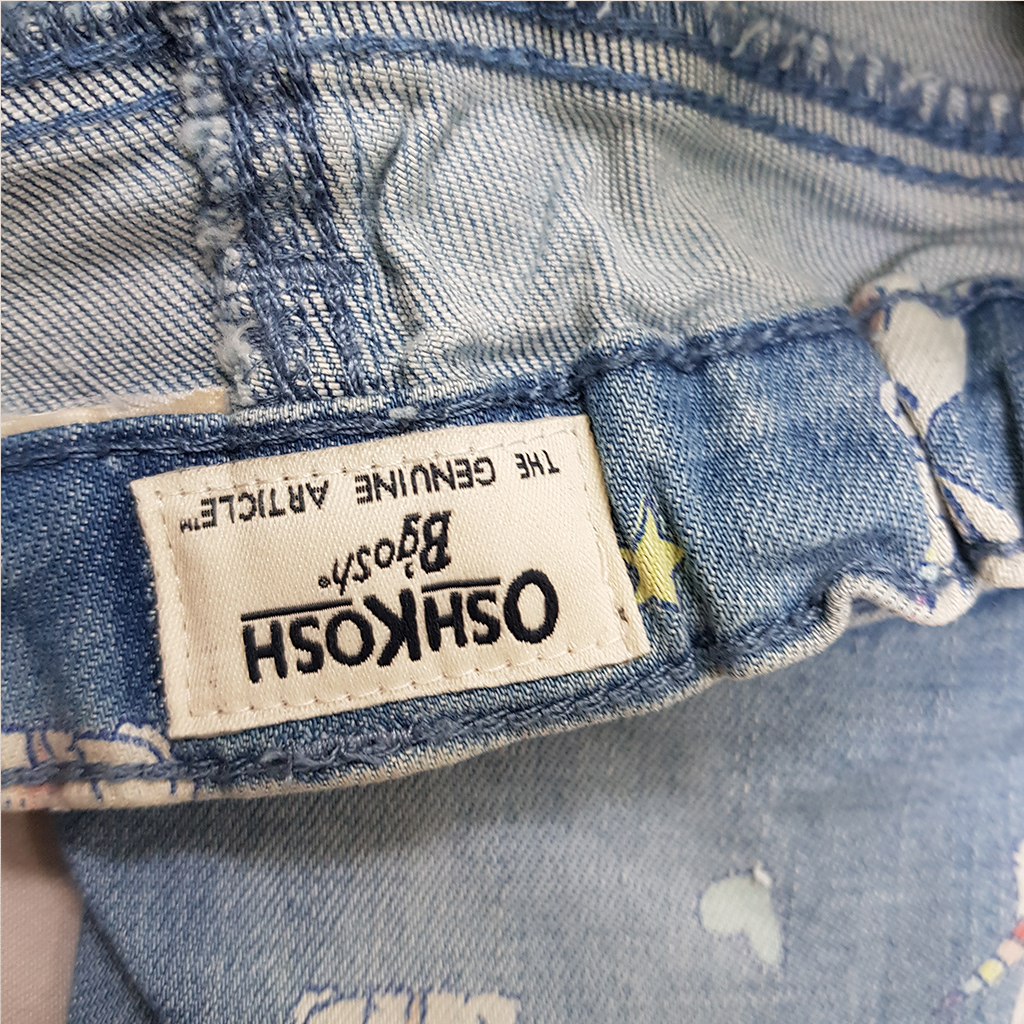 OSHKOSH
B'gosh®
THE GENUINE ARTICLE™